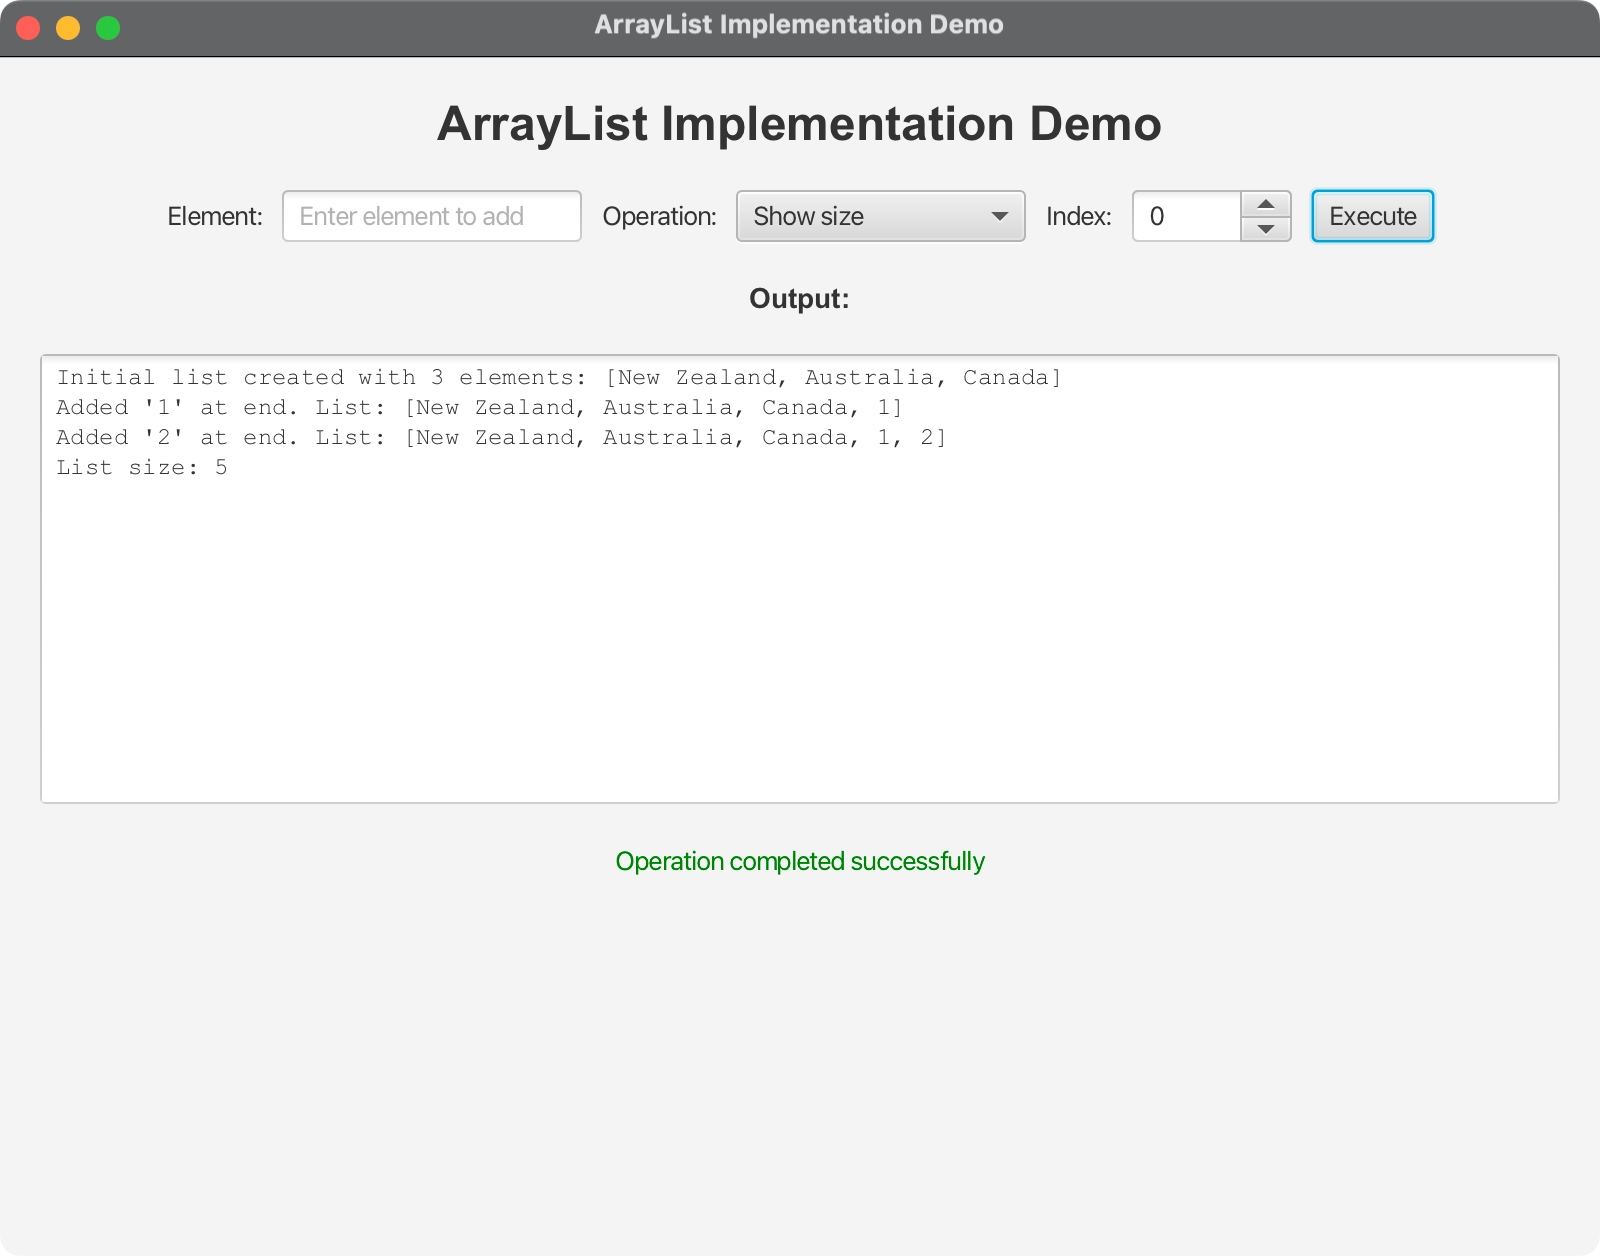 ArrayList Implementation Demo
ArrayList Implementation Demo
Element: Enter element to add Operation: Show size Index: 0 Execute
Output:
Initial list created with 3 elements: [New Zealand, Australia, Canada]
Added '1' at end. List: [New Zealand, Australia, Canada, 1]
Added '2' at end. List: [New Zealand, Australia, Canada, 1, 2]
List size: 5
Operation completed successfully